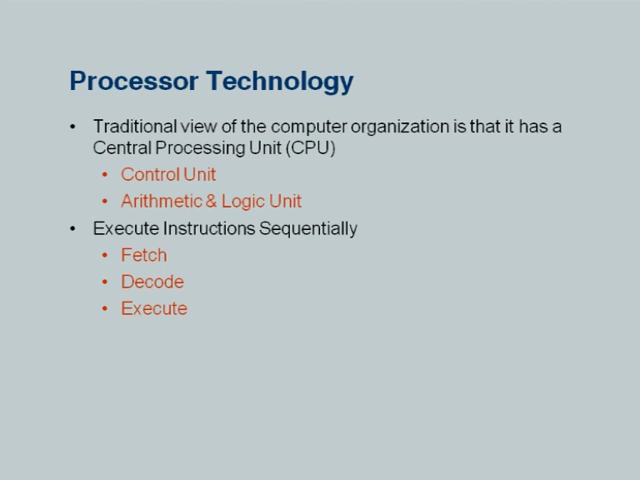 Processor Technology
• Traditional view of the computer organization is that it has a
Central Processing Unit (CPU)
• Control Unit
• Arithmetic & Logic Unit
• Execute Instructions Sequentially
• Fetch
• Decode
• Execute